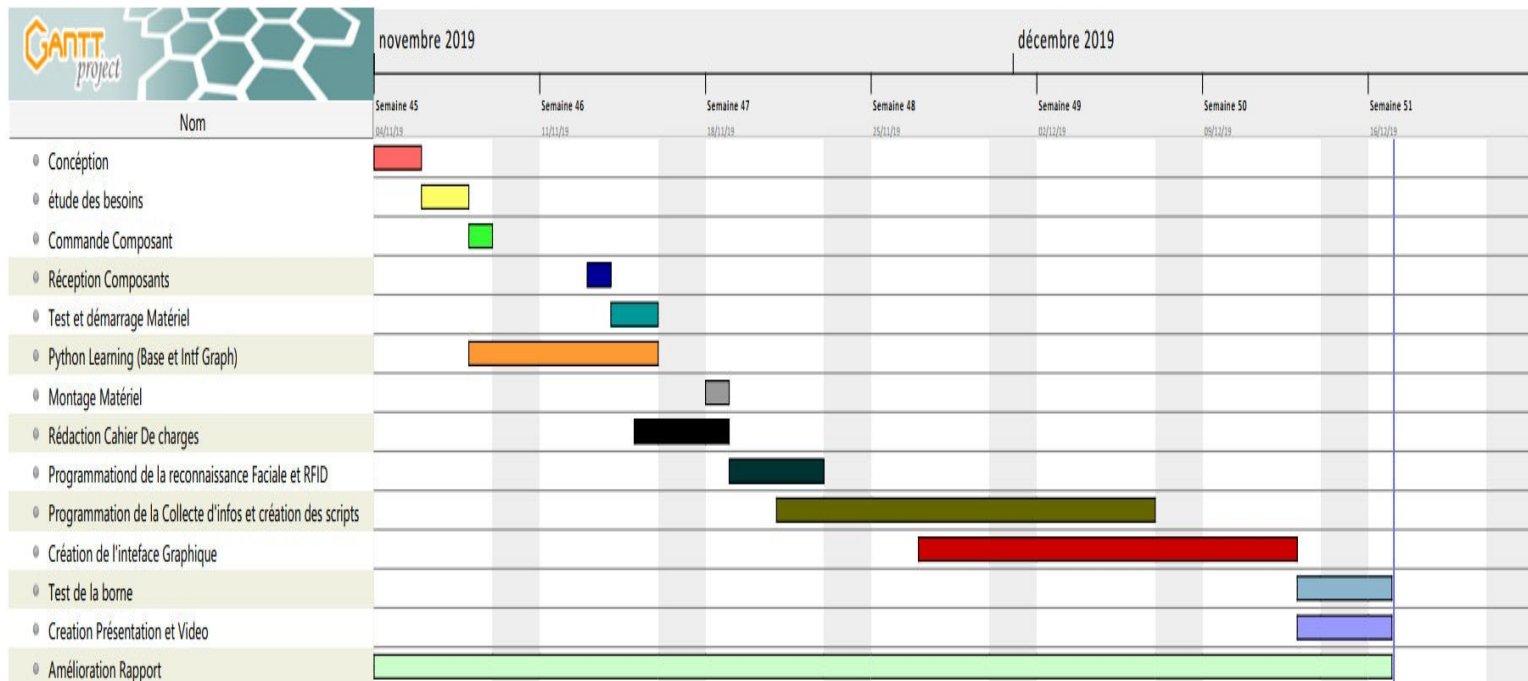 GANTT
project
novembre 2019
décembre 2019
Semaine 45
Semaine 46
Semaine 47
Semaine 48
Semaine 49
Semaine 50
Semaine 51
Nom
04/11/19
11/11/19
18/11/19
25/11/19
02/12/19
09/12/19
16/12/19
Concéption
étude des besoins
Commande Composant
Réception Composants
Test et démarrage Matériel
Python Learning (Base et Intf Graph)
Montage Matériel
Rédaction Cahier De charges
Programmationd de la reconnaissance Faciale et RFID
Programmation de la Collecte d'infos et création des scripts
Création de l'inteface Graphique
Test de la borne
Creation Présentation et Video
Amélioration Rapport